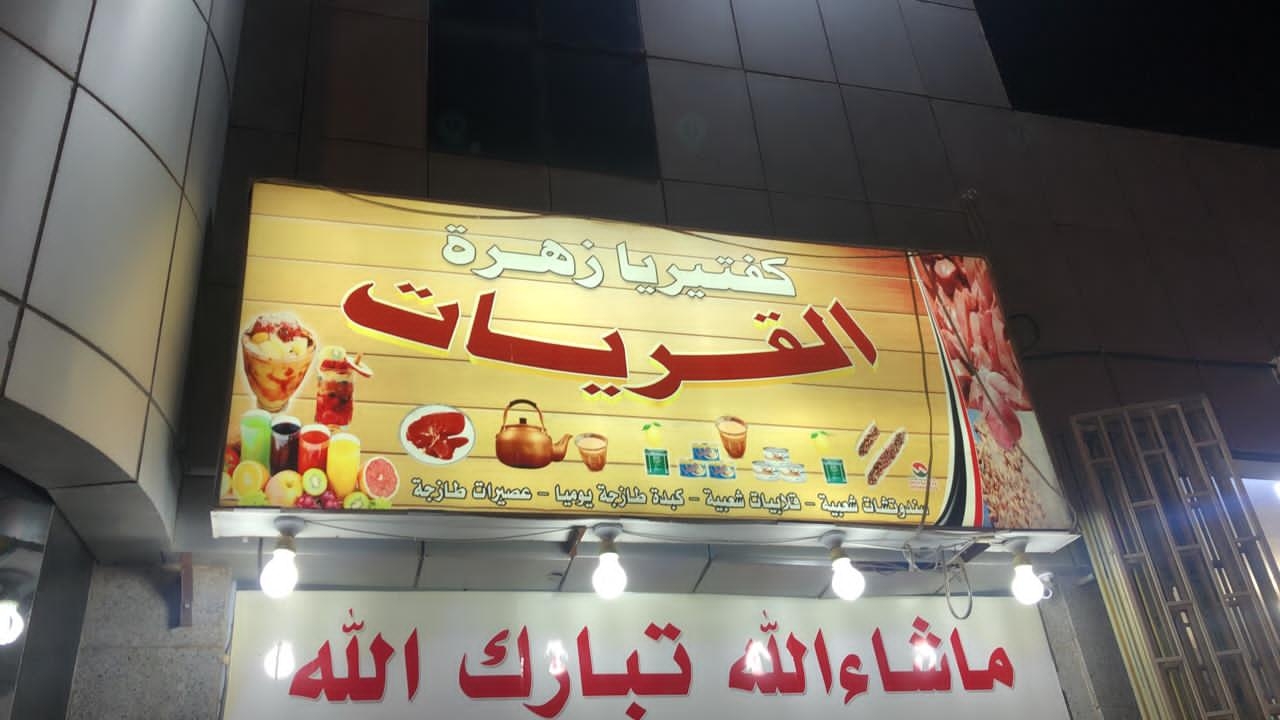 كفتيريا زهرة
القريات
سندوتشات شعبية - قلابيات شعبية - كبدة طازجة يوميا - عصيرات طازجة
ماشاءالله تبارك الله